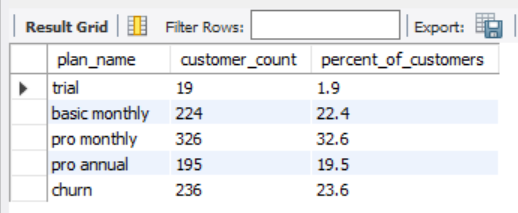 Result Grid Filter Rows: Export:
plan_name customer_count percent_of_customers
trial 19 1.9
basic monthly 224 22.4
pro monthly 326 32.6
pro annual 195 19.5
churn 236 23.6